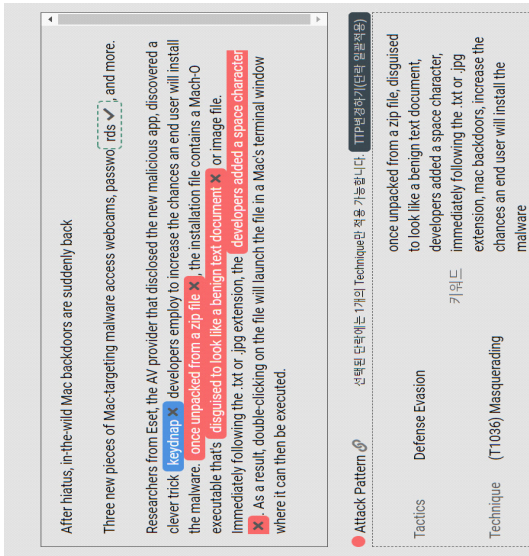 After hiatus, in-the-wild Mac backdoors are suddenly back
Three new pieces of Mac-targeting malware access webcams, passwo rds ✔ , and more.
Researchers from Eset, the AV provider that disclosed the new malicious app, discovered a
clever trick keydnap ✖ developers employ to increase the chances an end user will install
the malware. once unpacked from a zip file ✖ , the installation file contains a Mach-O
executable that's disguised to look like a benign text document ✖ or image file.
Immediately following the .txt or .jpg extension, the developers added a space character
✖ . As a result, double-clicking on the file will launch the file in a Mac's terminal window
where it can then be executed.
Attack Pattern
선택된 단락에는 1개의 Technique만 적용 가능합니다.
TTP변경하기(단락 일괄적용)
Tactics
Defense Evasion
Technique
(T1036) Masquerading
키워드
once unpacked from a zip file, disguised
to look like a benign text document,
developers added a space character,
immediately following the .txt or .jpg
extension, mac backdoors, increase the
chances an end user will install the
malware